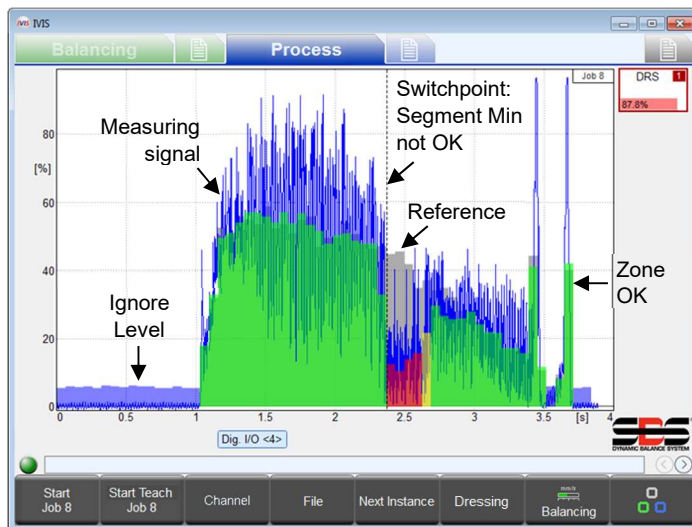 IVIS
Balancing
Process
Job 8
DRS 1
87.8%
80
[%]
60
40
20
0
0 0.5 1 1.5 2 2.5 3 3.5 [s] 4
Measuring
signal
Switchpoint:
Segment Min
not OK
Reference
Ignore
Level
Zone
OK
Dig. I/O <4>
SBS
DYNAMIC BALANCE SYSTEM
Start
Job 8
Start Teach
Job 8
Channel
File
Next Instance
Dressing
mm/s
Balancing